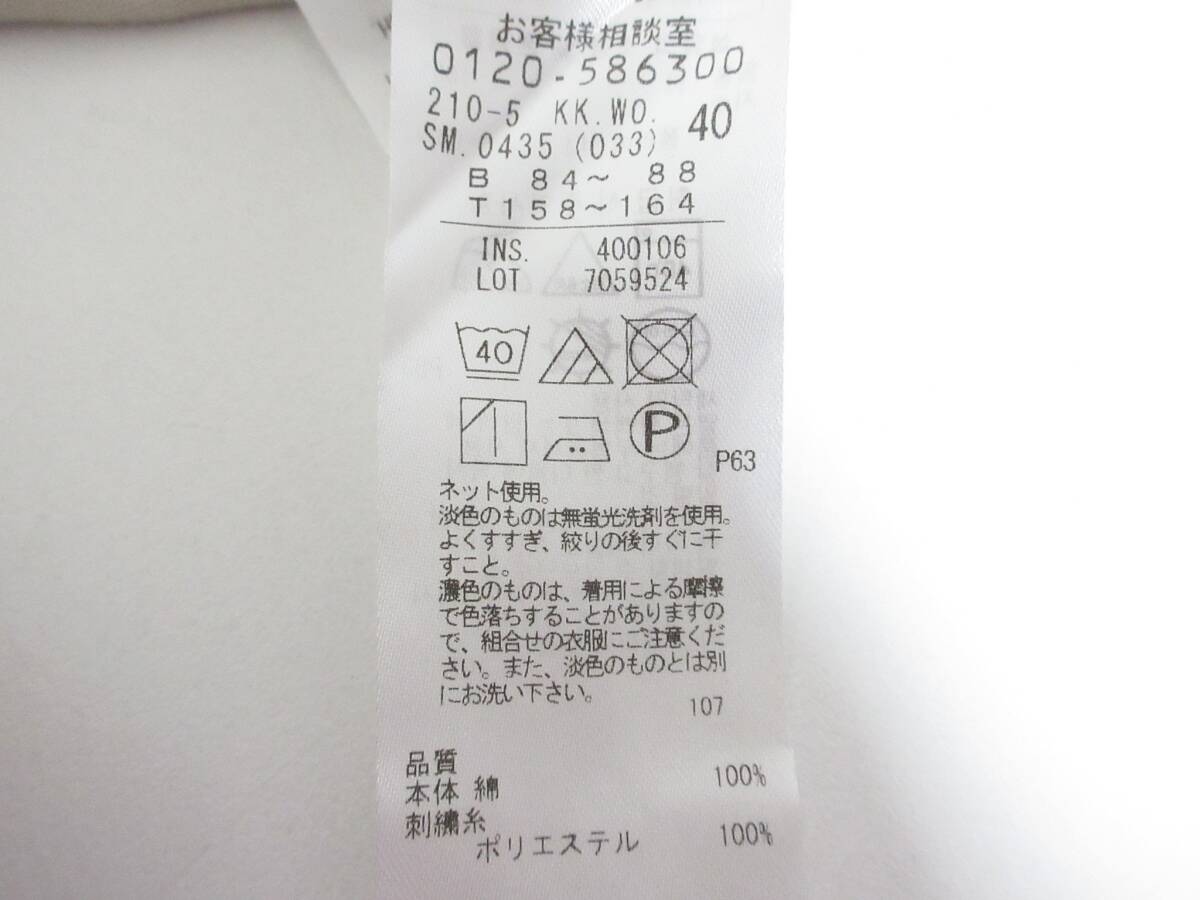 お客様相談室
0120-586300
210-5 KK.WO. 40
SM.0435 (033)
B 84～ 88
T158～164
INS. 400106
LOT 7059524
40
P
P63
ネット使用。
淡色のものは無蛍光洗剤を使用。
よくすすぎ、絞りの後すぐに干
すこと。
濃色のものは、着用による摩擦
で色落ちすることがありますの
で、組合せの衣服にご注意くだ
さい。また、淡色のものとは別
にお洗い下さい。
107
品質
本体 綿 100%
刺繍糸
ポリエステル 100%